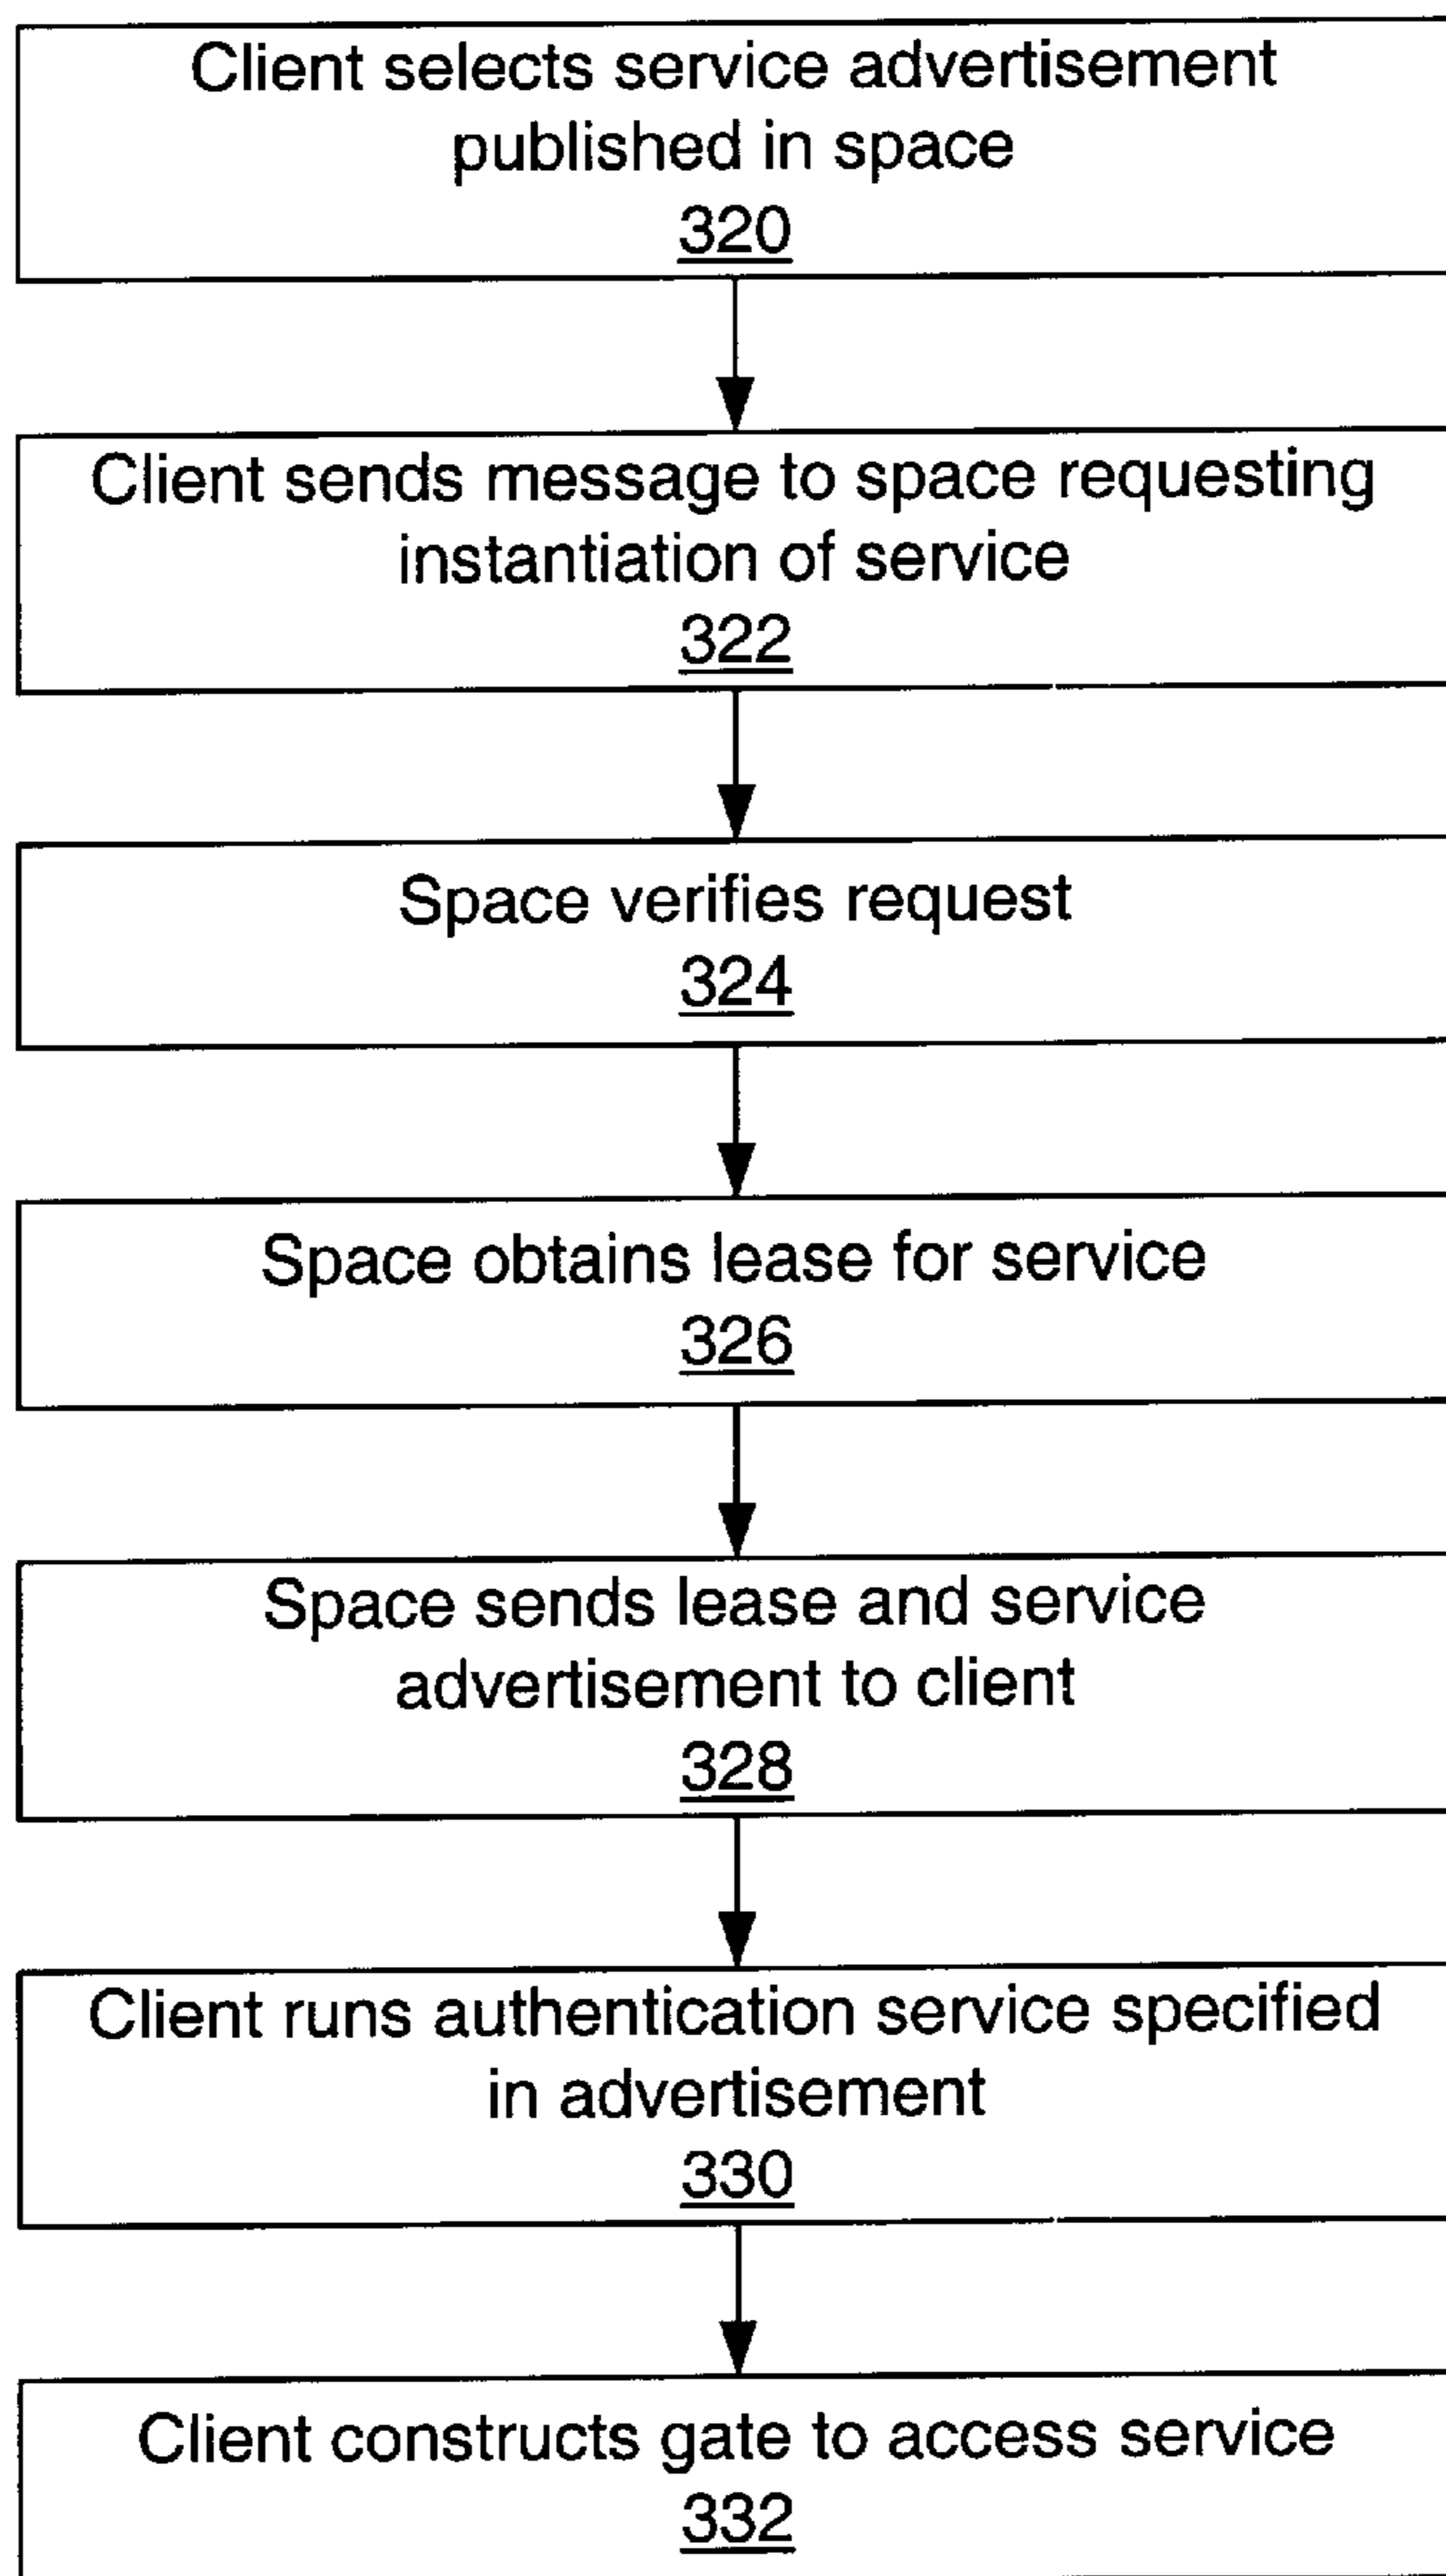 Client selects service advertisement
published in space
320
Client sends message to space requesting
instantiation of service
322
Space verifies request
324
Space obtains lease for service
326
Space sends lease and service
advertisement to client
328
Client runs authentication service specified
in advertisement
330
Client constructs gate to access service
332